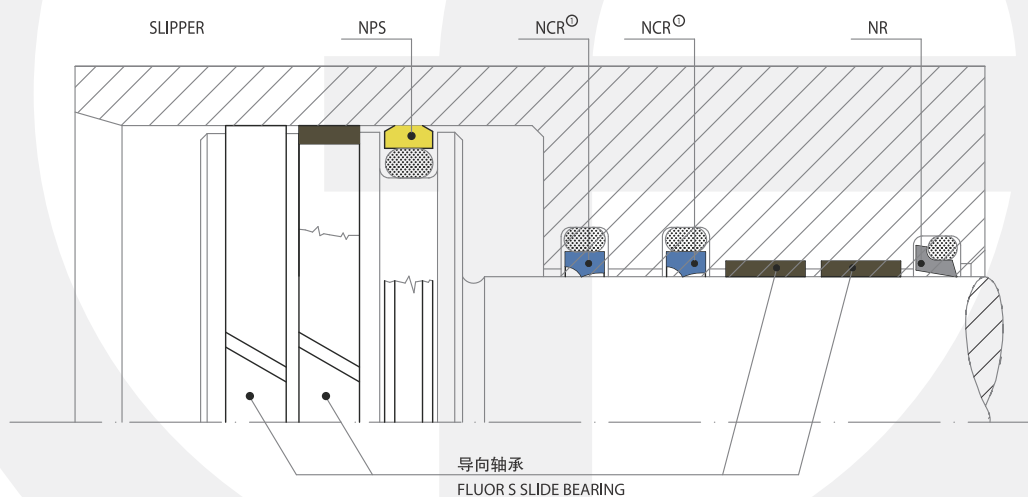 SLIPPER
NPS
NCR①
NCR①
NR
导向轴承
FLUOR S SLIDE BEARING